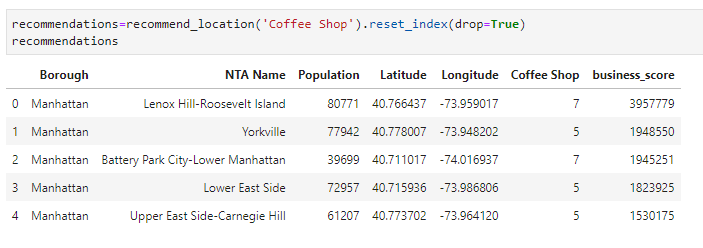 recommendations=recommend_location('Coffee Shop').reset_index(drop=True)
recommendations
Borough NTA Name Population Latitude Longitude Coffee Shop business_score
0 Manhattan Lenox Hill-Roosevelt Island 80771 40.766437 -73.959017 7 3957779
1 Manhattan Yorkville 77942 40.778007 -73.948202 5 1948550
2 Manhattan Battery Park City-Lower Manhattan 39699 40.711017 -74.016937 7 1945251
3 Manhattan Lower East Side 72957 40.715936 -73.986806 5 1823925
4 Manhattan Upper East Side-Carnegie Hill 61207 40.773702 -73.964120 5 1530175